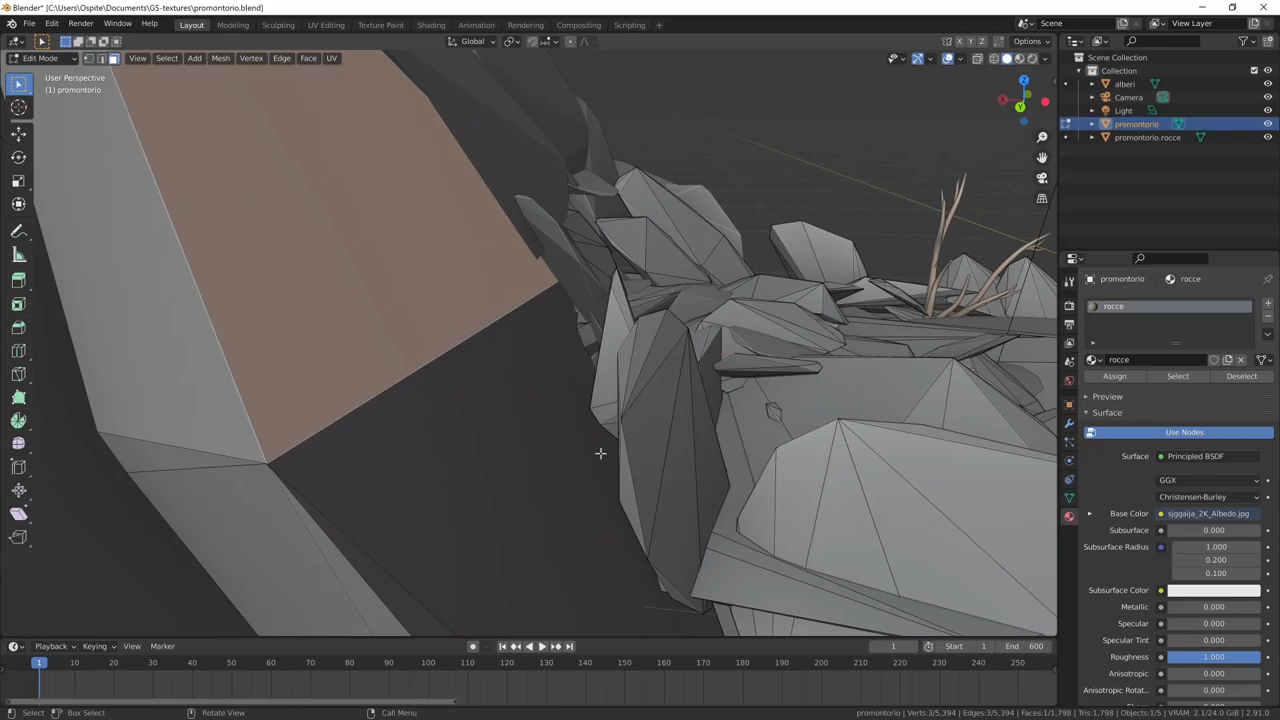 Blender* [C:\Users\Ospite\Documents\GS-textures\promontorio.blend]
File Edit Render Window Help Layout Modeling Sculpting UV Editing Texture Paint Shading Animation Rendering Compositing Scripting + Scene View Layer
Global Options
Edit Mode View Select Add Mesh Vertex Edge Face UV X Y Z
User Perspective
(1) promontorio
Z
X
Y
Scene Collection
Collection
alberi
Camera
Light
promontorio
promontorio.rocce
promontorio rocce
rocce
rocce
Assign Select Deselect
Preview
Surface
Use Nodes
Surface Principled BSDF
GGX
Christensen-Burley
Base Color sjggaija_2K_Albedo.jpg
Subsurface 0.000
Subsurface Radius 1.000
0.200
0.100
Subsurface Color
Metallic 0.000
Specular 0.000
Specular Tint 0.000
Roughness 1.000
Anisotropic 0.000
Anisotropic Rotat... 0.000
Playback Keying View Marker 1 Start 1 End 600
1 10 20 30 40 50 60 70 80 90 100 110 120 130 140 150 160 170 180 190 200 210 220 230 240 250
Select Box Select Rotate View Call Menu promontorio | Verts:3/5,394 | Edges:3/5,394 | Faces:1/1,798 | Tris:1,798 | Objects:1/5 | VRAM: 2.1/24.0 GiB | 2.91.0